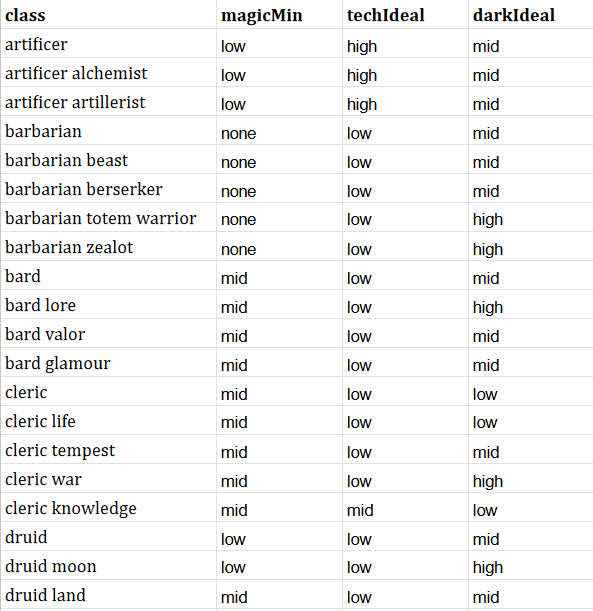 class magicMin techIdeal darkIdeal
artificer low high mid
artificer alchemist low high mid
artificer artillerist low high mid
barbarian none low mid
barbarian beast none low mid
barbarian berserker none low mid
barbarian totem warrior none low high
barbarian zealot none low high
bard mid low mid
bard lore mid low high
bard valor mid low mid
bard glamour mid low mid
cleric mid low low
cleric life mid low low
cleric tempest mid low mid
cleric war mid low high
cleric knowledge mid mid low
druid low low mid
druid moon low low high
druid land mid low mid